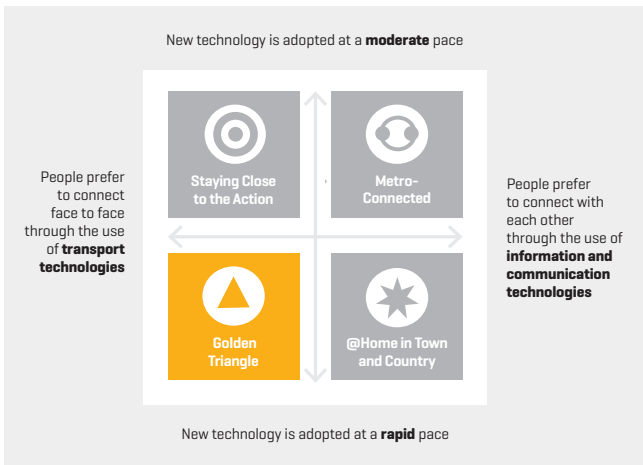 New technology is adopted at a moderate pace
Staying Close
to the Action
Metro-
Connected
People prefer
to connect
face to face
through the use
of transport
technologies
People prefer
to connect with
each other
through the use of
information and
communication
technologies
Golden
Triangle
@Home in Town
and Country
New technology is adopted at a rapid pace